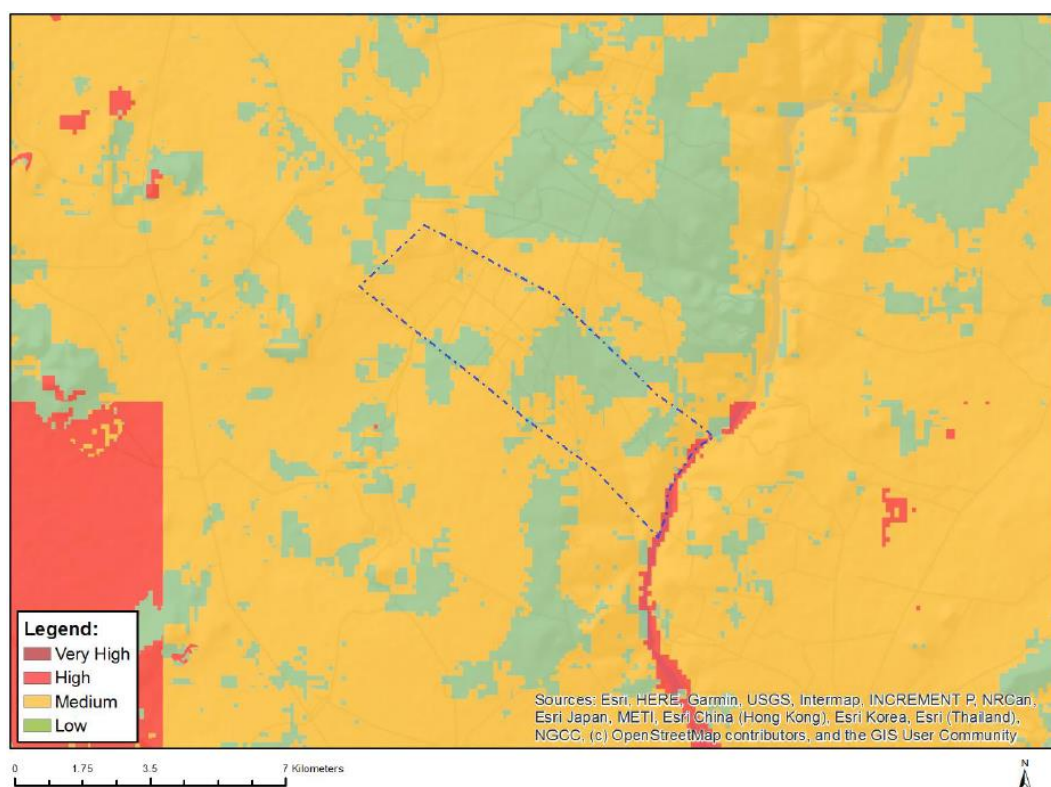 Legend:
Very High
High
Medium
Low
Sources: Esri, HERE, Garmin, USGS, Intermap, INCREMENT P, NRCan,
Esri Japan, METI, Esri China (Hong Kong), Esri Korea, Esri (Thailand),
NGCC, (c) OpenStreetMap contributors, and the GIS User Community
0 1.75 3.5 7 Kilometers
N